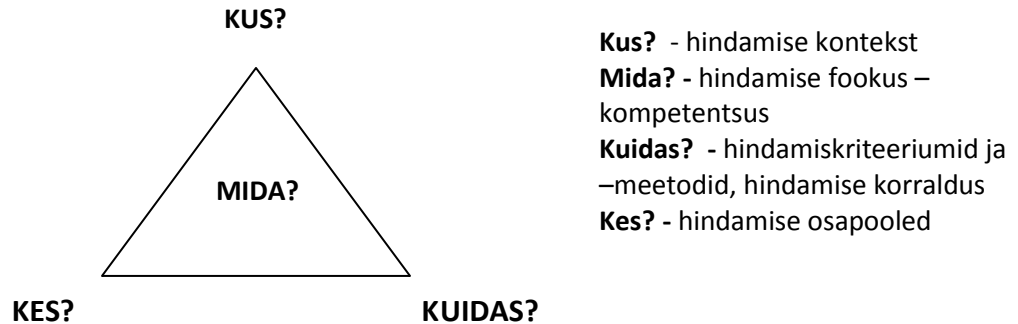 KUS?
Kus? - hindamise kontekst
Mida? - hindamise fookus –
kompetentsus
Kuidas? - hindamiskriteeriumid ja
–meetodid, hindamise korraldus
Kes? - hindamise osapooled
MIDA?
KES?
KUIDAS?